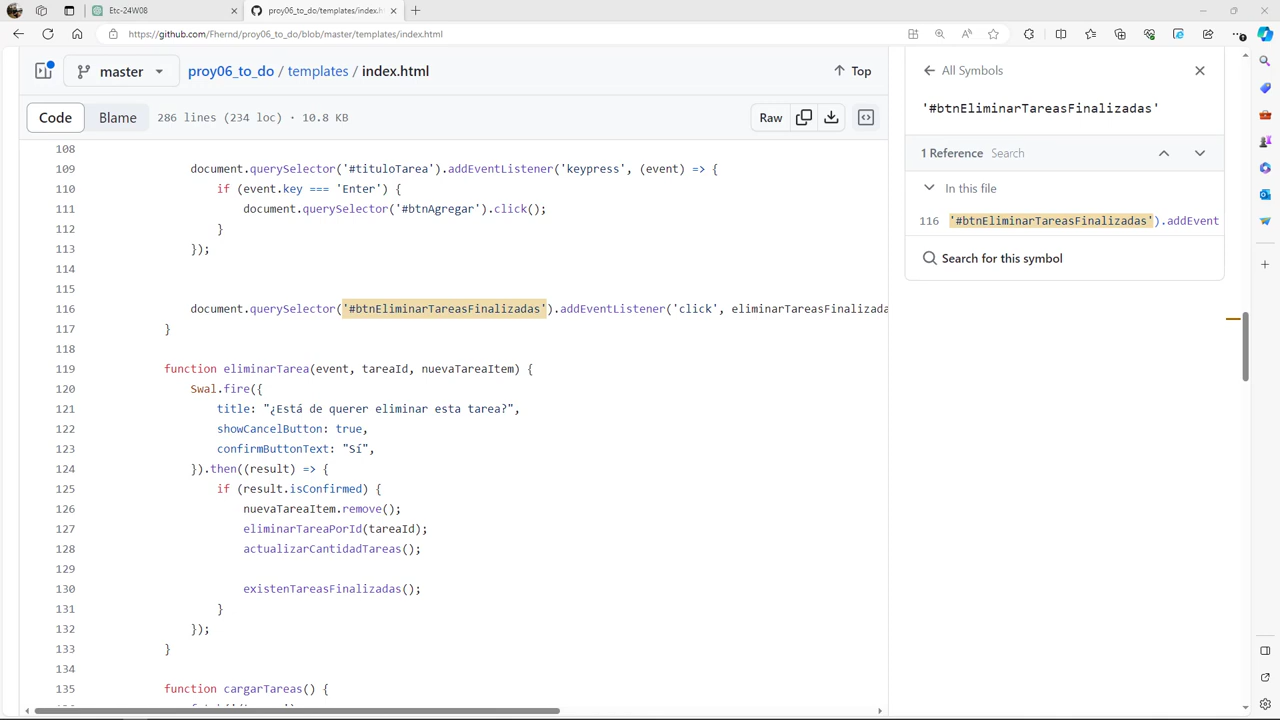 Etc-24W08
proy06_to_do/templates/index.h
https://github.com/Fhernd/proy06_to_do/blob/master/templates/index.html
master
proy06_to_do / templates / index.html
Top
Code
Blame
286 lines (234 loc) · 10.8 KB
Raw
108
109 document.querySelector('#tituloTarea').addEventListener('keypress', (event) => {
110 if (event.key === 'Enter') {
111 document.querySelector('#btnAgregar').click();
112 }
113 });
114
115
116 document.querySelector('#btnEliminarTareasFinalizadas').addEventListener('click', eliminarTareasFinalizada
117 }
118
119 function eliminarTarea(event, tareaId, nuevaTareaItem) {
120 Swal.fire({
121 title: "¿Está de querer eliminar esta tarea?",
122 showCancelButton: true,
123 confirmButtonText: "Sí",
124 }).then((result) => {
125 if (result.isConfirmed) {
126 nuevaTareaItem.remove();
127 eliminarTareaPorId(tareaId);
128 actualizarCantidadTareas();
129
130 existenTareasFinalizadas();
131 }
132 });
133 }
134
135 function cargarTareas() {
All Symbols
'#btnEliminarTareasFinalizadas'
1 Reference Search
In this file
116 '#btnEliminarTareasFinalizadas').addEvent
Search for this symbol